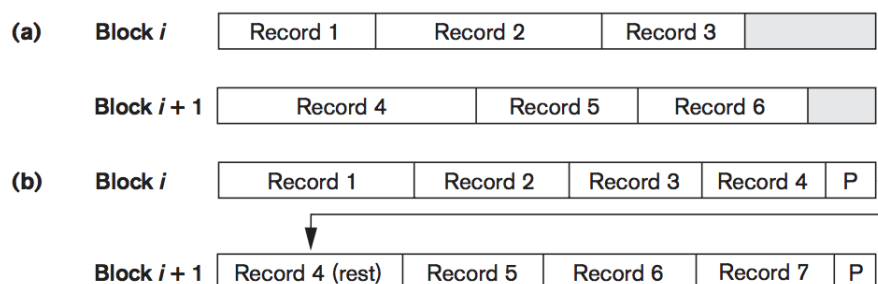 (a) Block i Record 1 Record 2 Record 3
Block i + 1 Record 4 Record 5 Record 6
(b) Block i Record 1 Record 2 Record 3 Record 4 P
Block i + 1 Record 4 (rest) Record 5 Record 6 Record 7 P